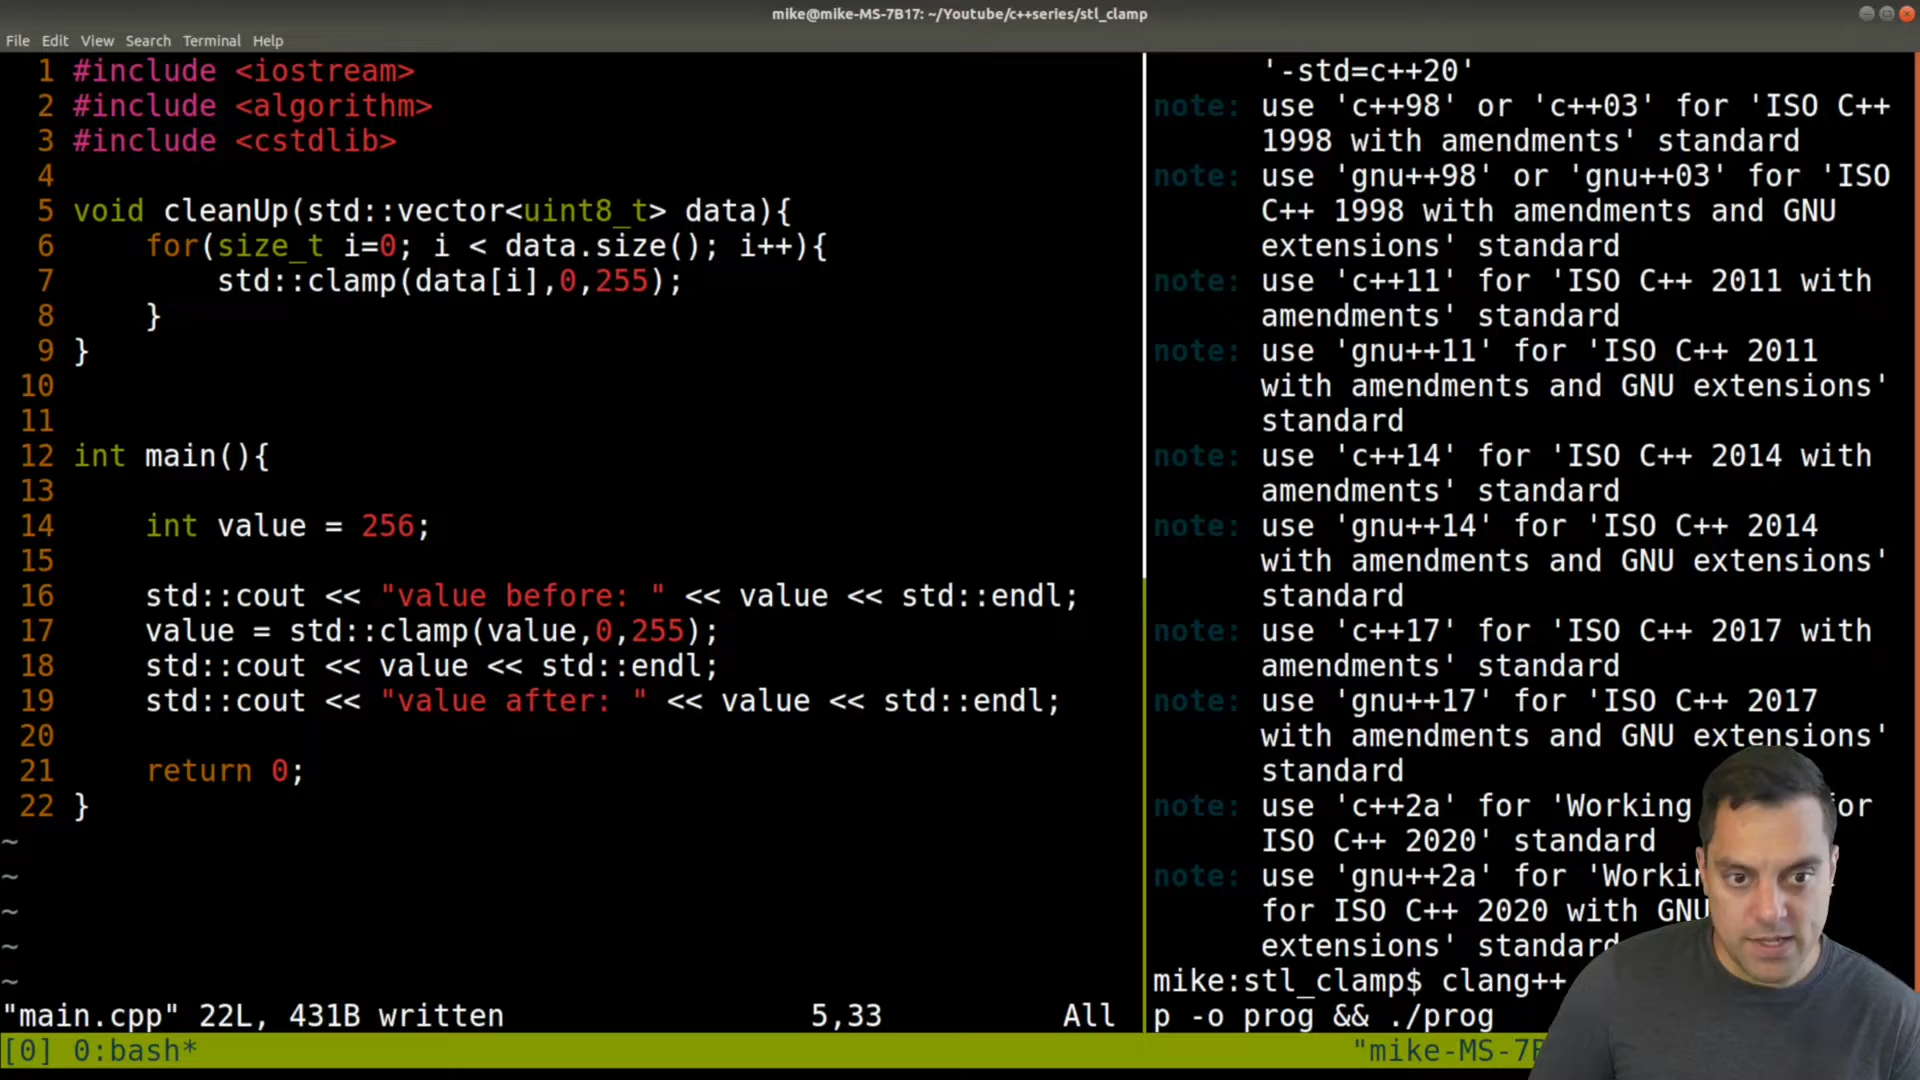 mike@mike-MS-7B17: ~/Youtube/c++series/stl_clamp
File Edit View Search Terminal Help
1 #include <iostream>
2 #include <algorithm>
3 #include <cstdlib>
4
5 void cleanUp(std::vector<uint8_t> data){
6     for(size_t i=0; i < data.size(); i++){
7         std::clamp(data[i],0,255);
8     }
9 }
10
11
12 int main(){
13
14     int value = 256;
15
16     std::cout << "value before: " << value << std::endl;
17     value = std::clamp(value,0,255);
18     std::cout << value << std::endl;
19     std::cout << "value after: " << value << std::endl;
20
21     return 0;
22 }
~
~
~
~
~
"main.cpp" 22L, 431B written 5,33 All
'-std=c++20'
note: use 'c++98' or 'c++03' for 'ISO C++
1998 with amendments' standard
note: use 'gnu++98' or 'gnu++03' for 'ISO
C++ 1998 with amendments and GNU
extensions' standard
note: use 'c++11' for 'ISO C++ 2011 with
amendments' standard
note: use 'gnu++11' for 'ISO C++ 2011
with amendments and GNU extensions'
standard
note: use 'c++14' for 'ISO C++ 2014 with
amendments' standard
note: use 'gnu++14' for 'ISO C++ 2014
with amendments and GNU extensions'
standard
note: use 'c++17' for 'ISO C++ 2017 with
amendments' standard
note: use 'gnu++17' for 'ISO C++ 2017
with amendments and GNU extensions'
standard
note: use 'c++2a' for 'Working
ISO C++ 2020' standard
note: use 'gnu++2a' for
for ISO C++ 2020 with GNU
extensions' standard
mike:stl_clamp$ clang++
p -o prog && ./prog
[0] 0:bash* "mike-MS-7B